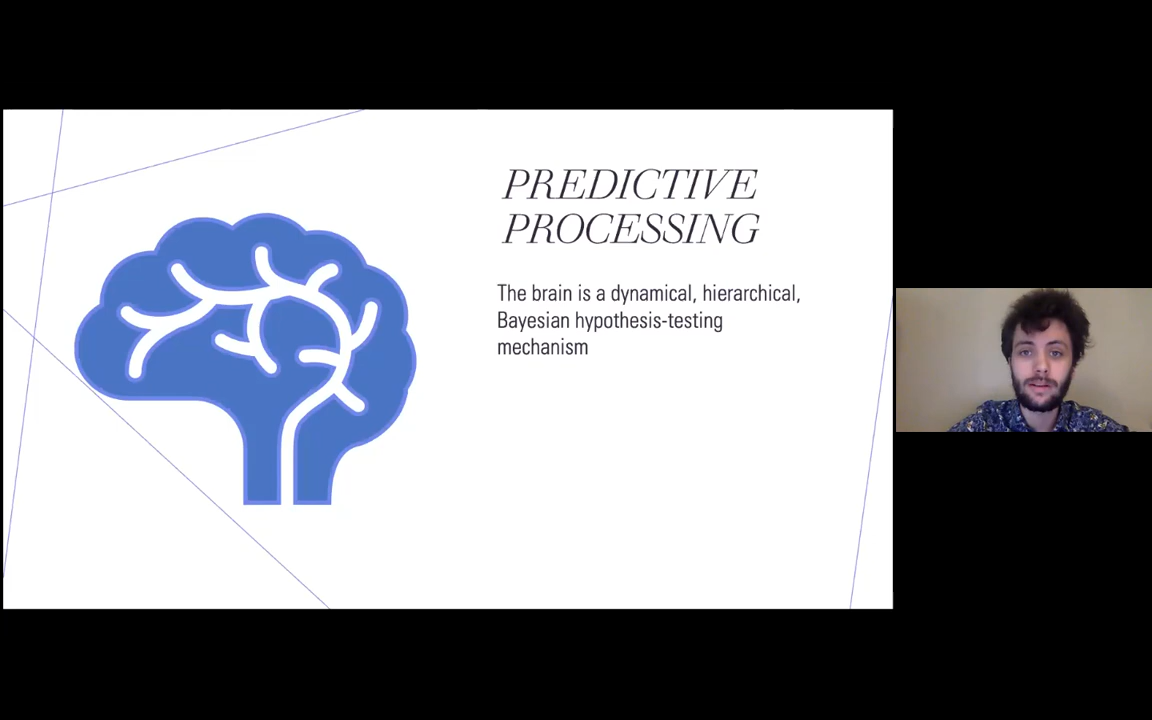 PREDICTIVE
PROCESSING
The brain is a dynamical, hierarchical,
Bayesian hypothesis-testing
mechanism